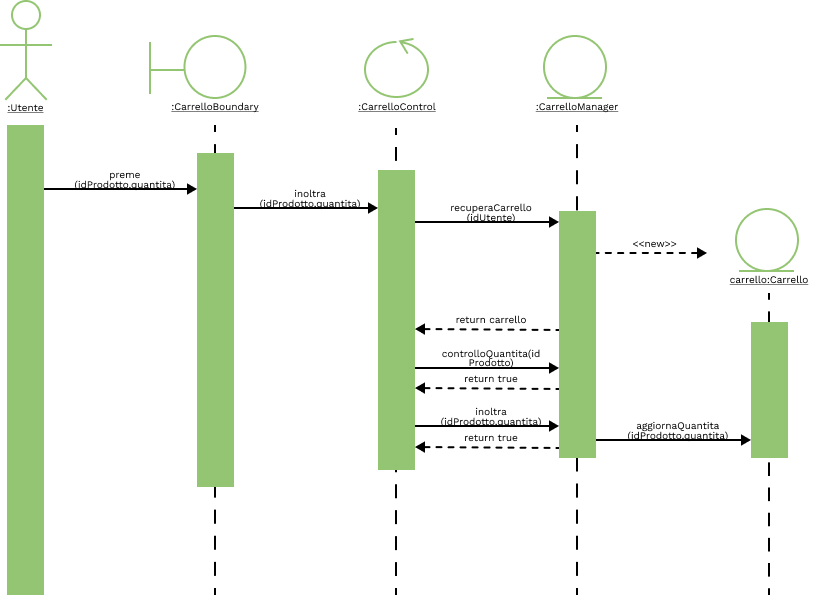 :Utente
:CarrelloBoundary
:CarrelloControl
:CarrelloManager
preme
(idProdotto,quantita)
inoltra
(idProdotto,quantita)
recuperaCarrello
(idUtente)
<<new>>
carrello:Carrello
return carrello
controlloQuantita(id
Prodotto)
return true
inoltra
(idProdotto,quantita)
aggiornaQuantita
(idProdotto,quantita)
return true